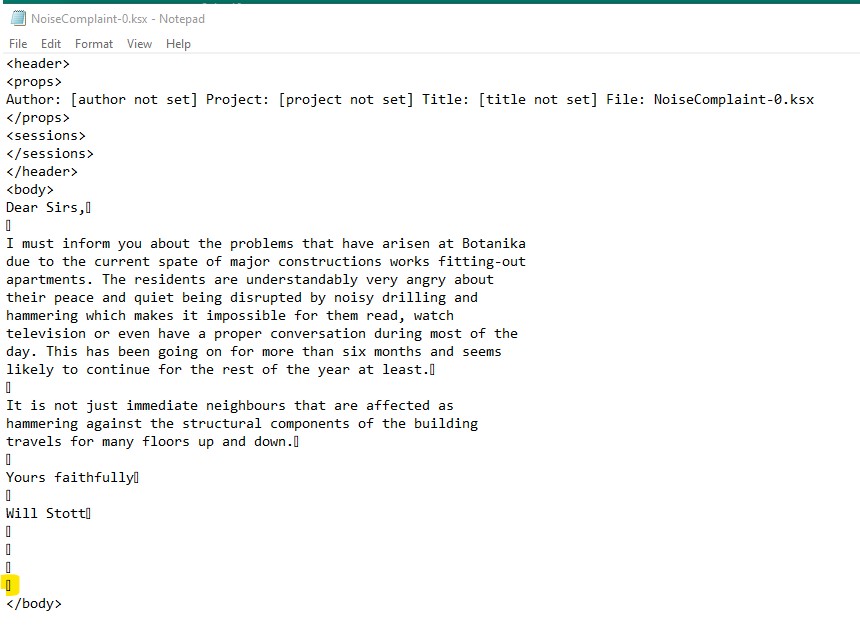 NoiseComplaint-0.ksx - Notepad
File Edit Format View Help
<header>
<props>
Author: [author not set] Project: [project not set] Title: [title not set] File: NoiseComplaint-0.ksx
</props>
<sessions>
</sessions>
</header>
<body>
Dear Sirs,▯
▯
I must inform you about the problems that have arisen at Botanika
due to the current spate of major constructions works fitting-out
apartments. The residents are understandably very angry about
their peace and quiet being disrupted by noisy drilling and
hammering which makes it impossible for them read, watch
television or even have a proper conversation during most of the
day. This has been going on for more than six months and seems
likely to continue for the rest of the year at least.▯
▯
It is not just immediate neighbours that are affected as
hammering against the structural components of the building
travels for many floors up and down.▯
▯
Yours faithfully▯
▯
Will Stott▯
▯
▯
▯
▯
</body>